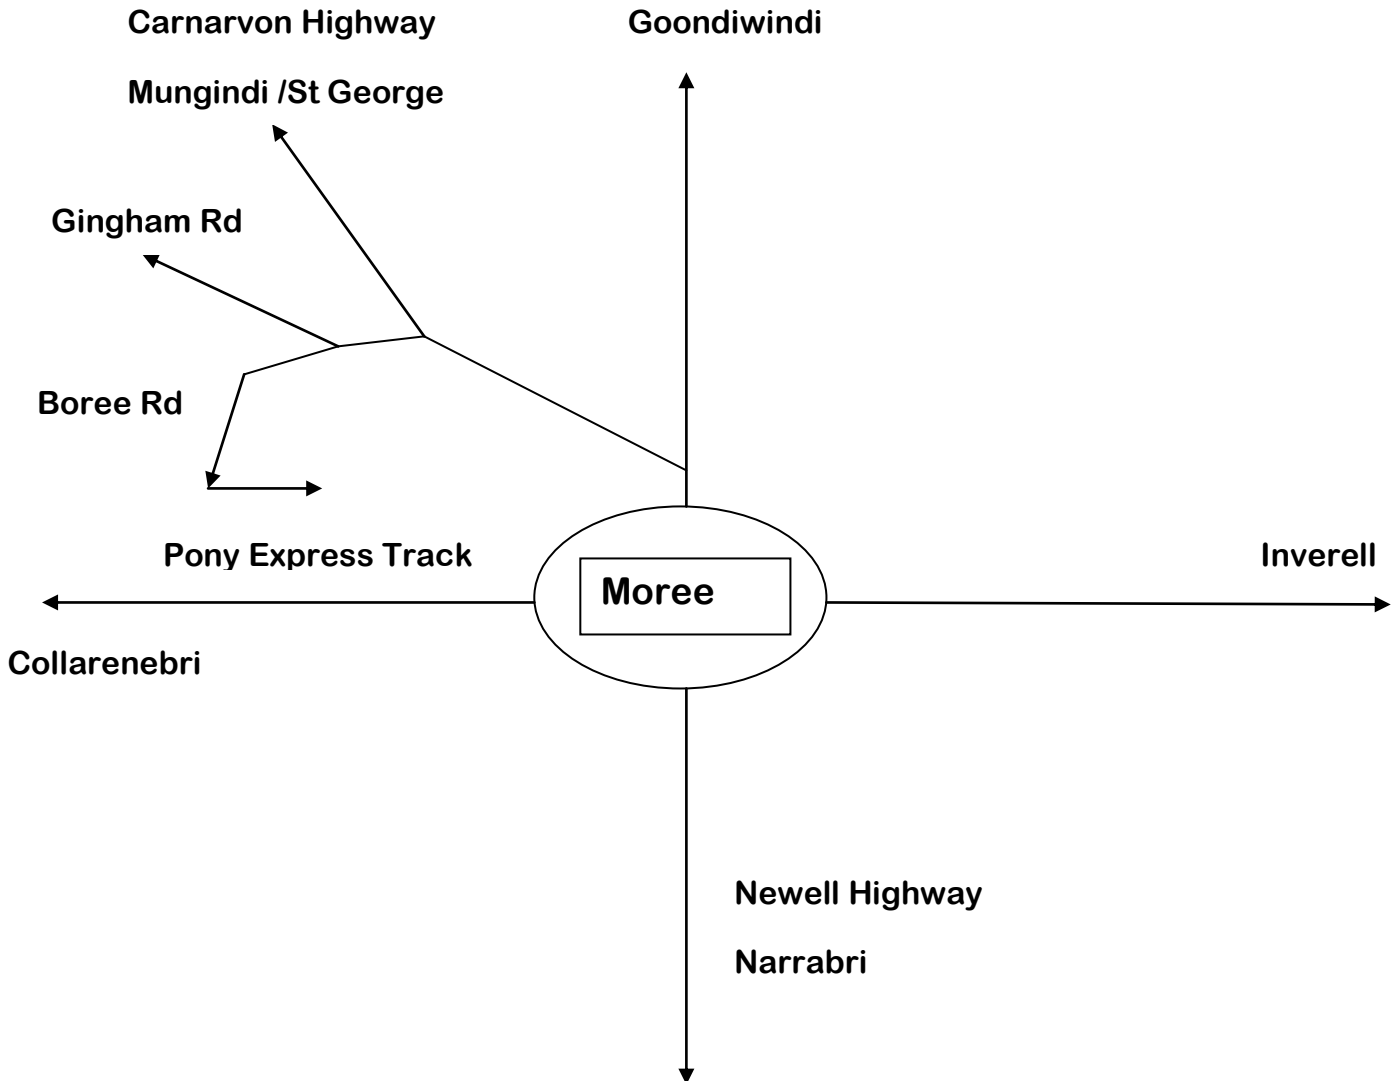 Carnarvon Highway
Goondiwindi
Mungindi /St George
Gingham Rd
Boree Rd
Pony Express Track
Inverell
Moree
Collarenebri
Newell Highway
Narrabri